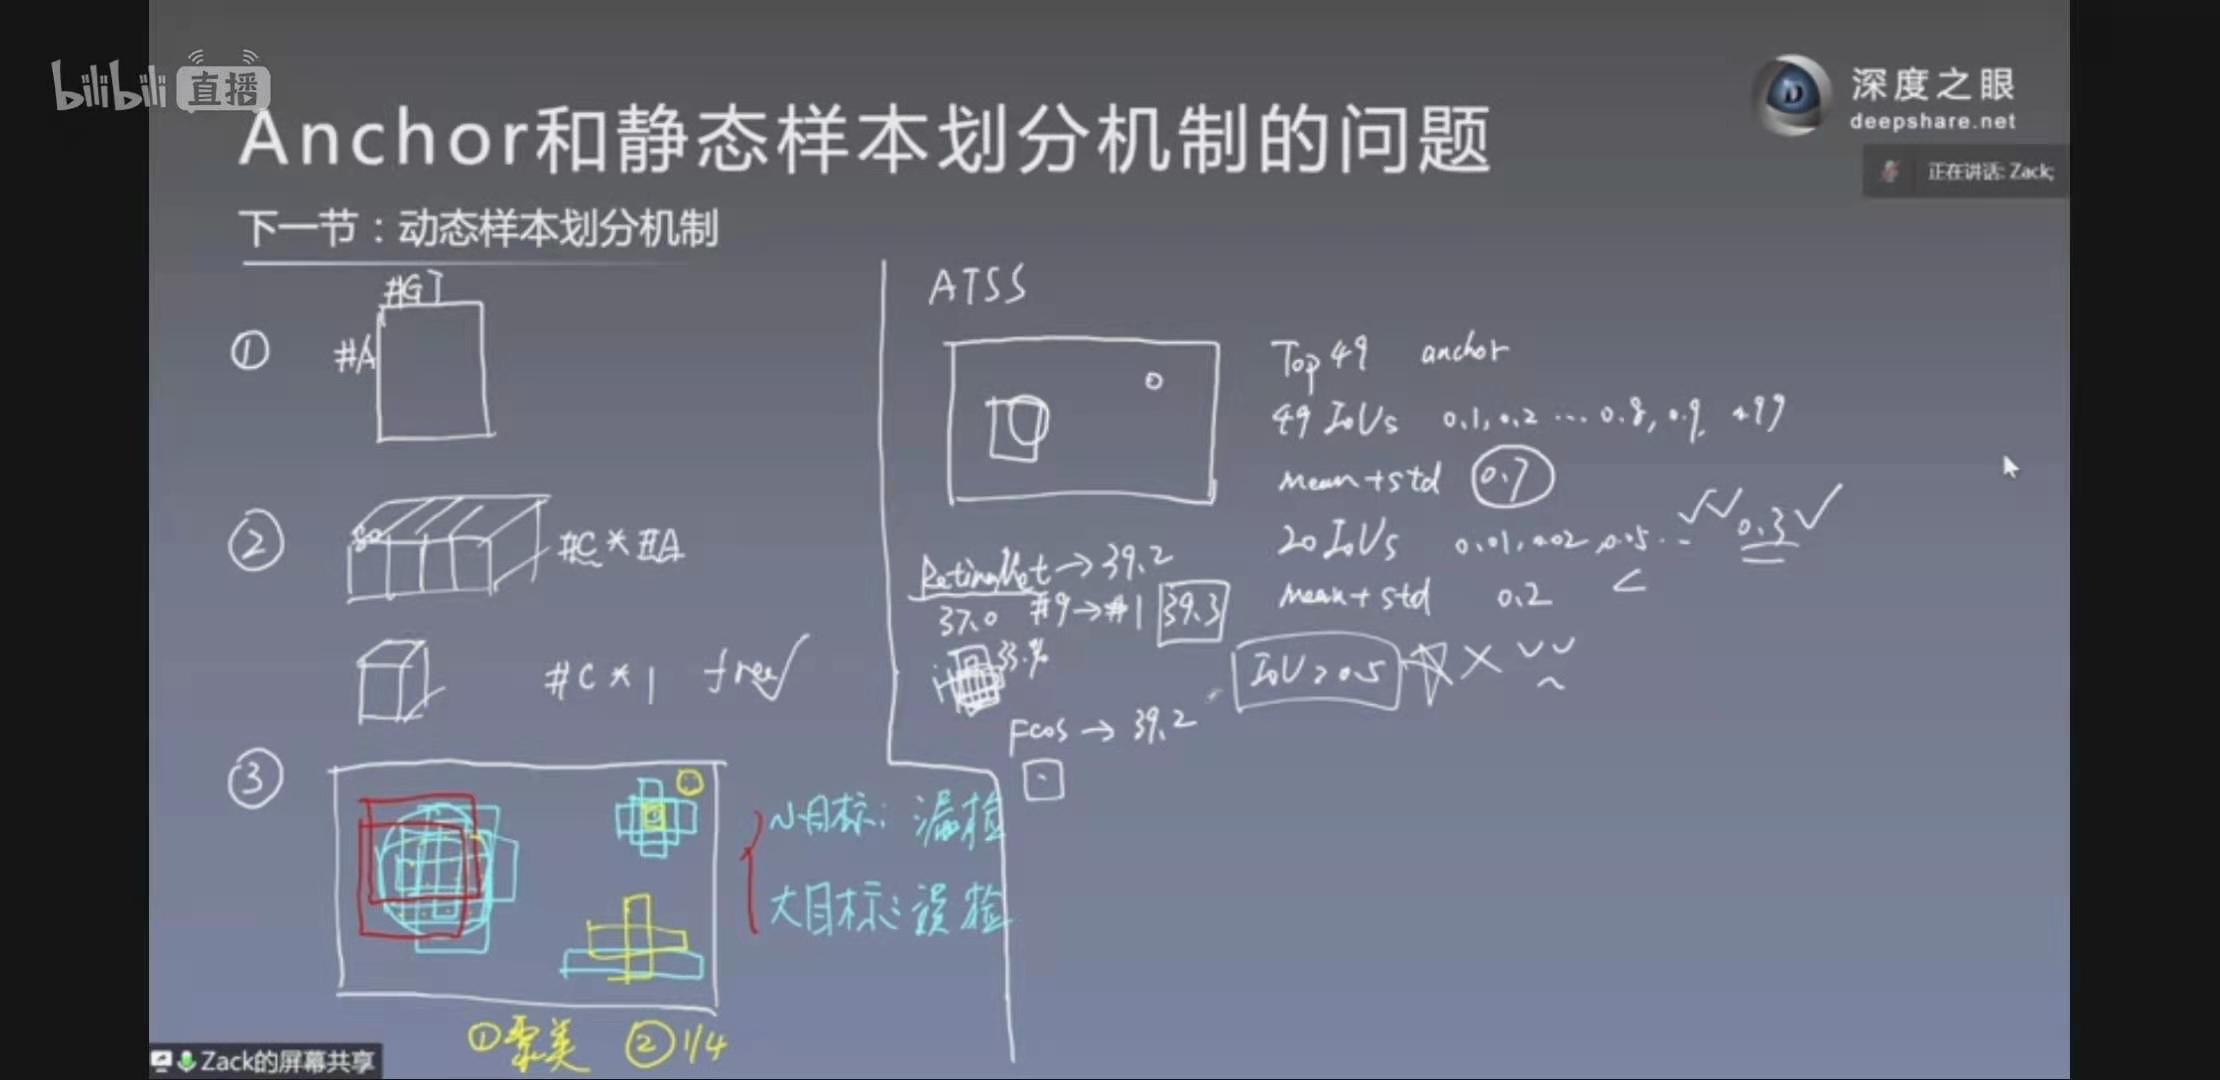 bilibili 直播
深度之眼
deepshare.net
Anchor和静态样本划分机制的问题
正在讲话: Zack;
下一节：动态样本划分机制
#GT
① #A
② 80 #C * #A
#C * 1 free
③
小目标：漏检
大目标：误检
①聚类 ② 1/4
ATSS
Top 49 anchor
49 IoUs 0.1, 0.2 ... 0.8, 0.9
mean + std 0.7
20 IoUs 0.01, 0.02, 0.05 .. 0.3
mean + std 0.2 <
RetinaNet → 39.2
37.0 #9 → #1 39.3
IoU > 0.5
Fcos → 39.2
Zack的屏幕共享